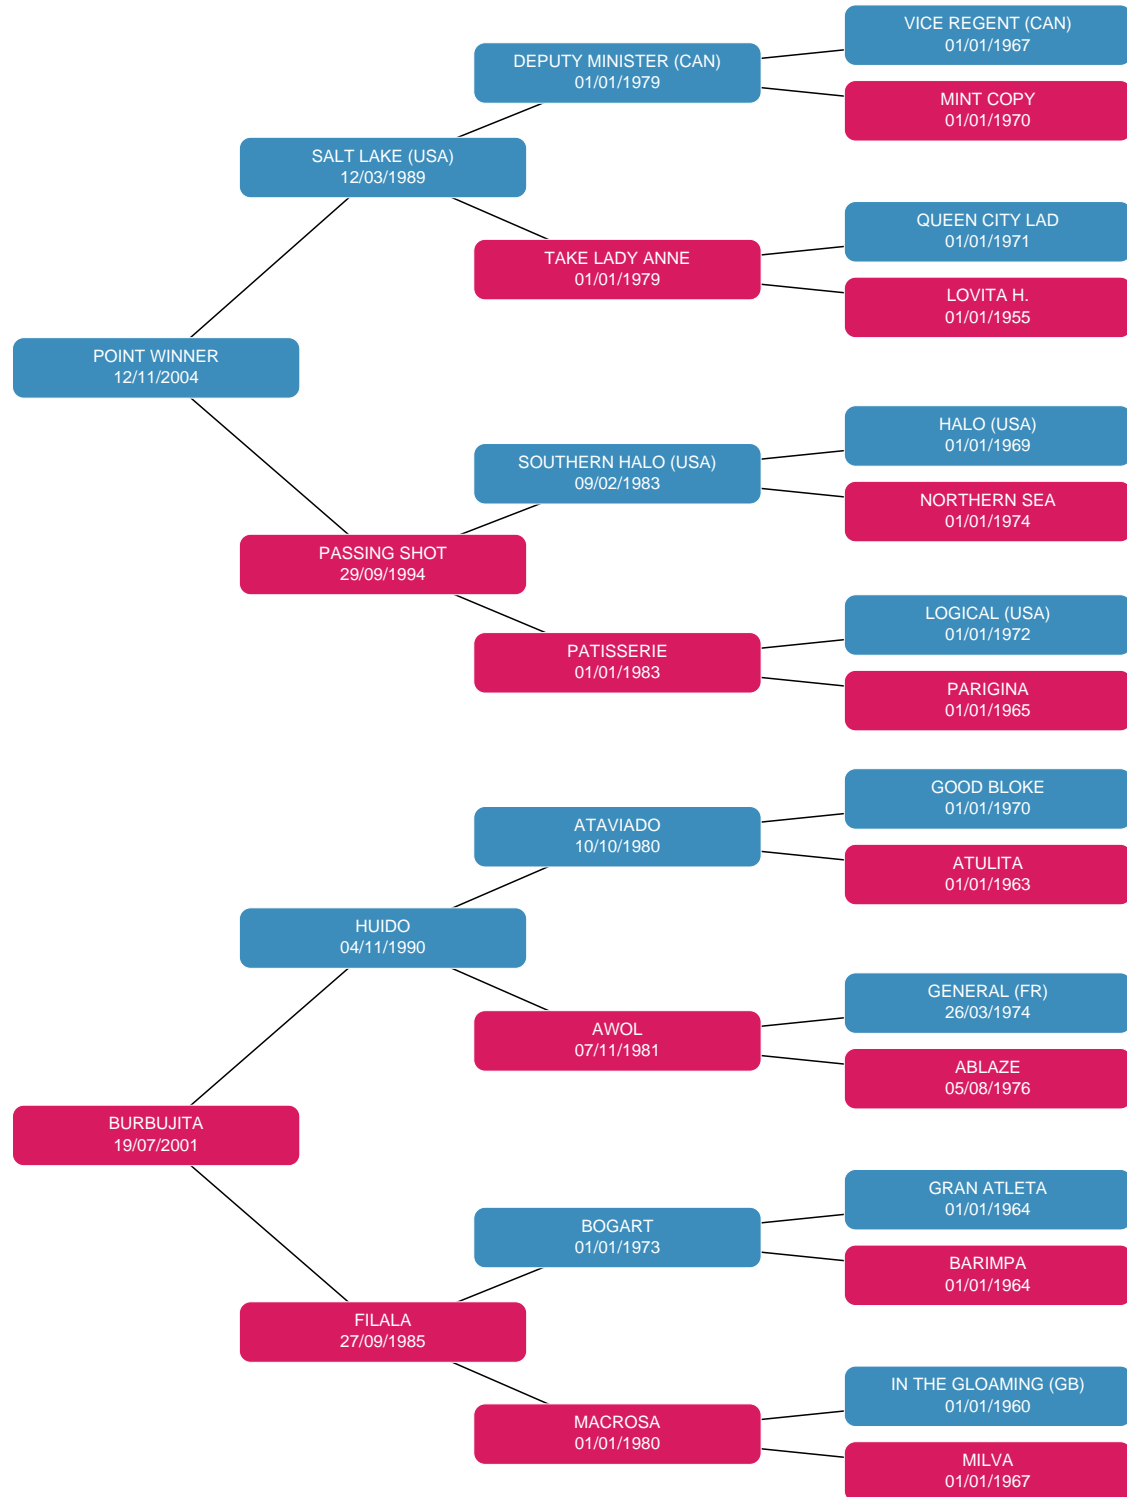 VICE REGENT (CAN)
01/01/1967
DEPUTY MINISTER (CAN)
01/01/1979
MINT COPY
01/01/1970
SALT LAKE (USA)
12/03/1989
QUEEN CITY LAD
01/01/1971
TAKE LADY ANNE
01/01/1979
LOVITA H.
01/01/1955
POINT WINNER
12/11/2004
HALO (USA)
01/01/1969
SOUTHERN HALO (USA)
09/02/1983
NORTHERN SEA
01/01/1974
PASSING SHOT
29/09/1994
LOGICAL (USA)
01/01/1972
PATISSERIE
01/01/1983
PARIGINA
01/01/1965
GOOD BLOKE
01/01/1970
ATAVIADO
10/10/1980
ATULITA
01/01/1963
HUIDO
04/11/1990
GENERAL (FR)
26/03/1974
AWOL
07/11/1981
ABLAZE
05/08/1976
BURBUJITA
19/07/2001
GRAN ATLETA
01/01/1964
BOGART
01/01/1973
BARIMPA
01/01/1964
FILALA
27/09/1985
IN THE GLOAMING (GB)
01/01/1960
MACROSA
01/01/1980
MILVA
01/01/1967